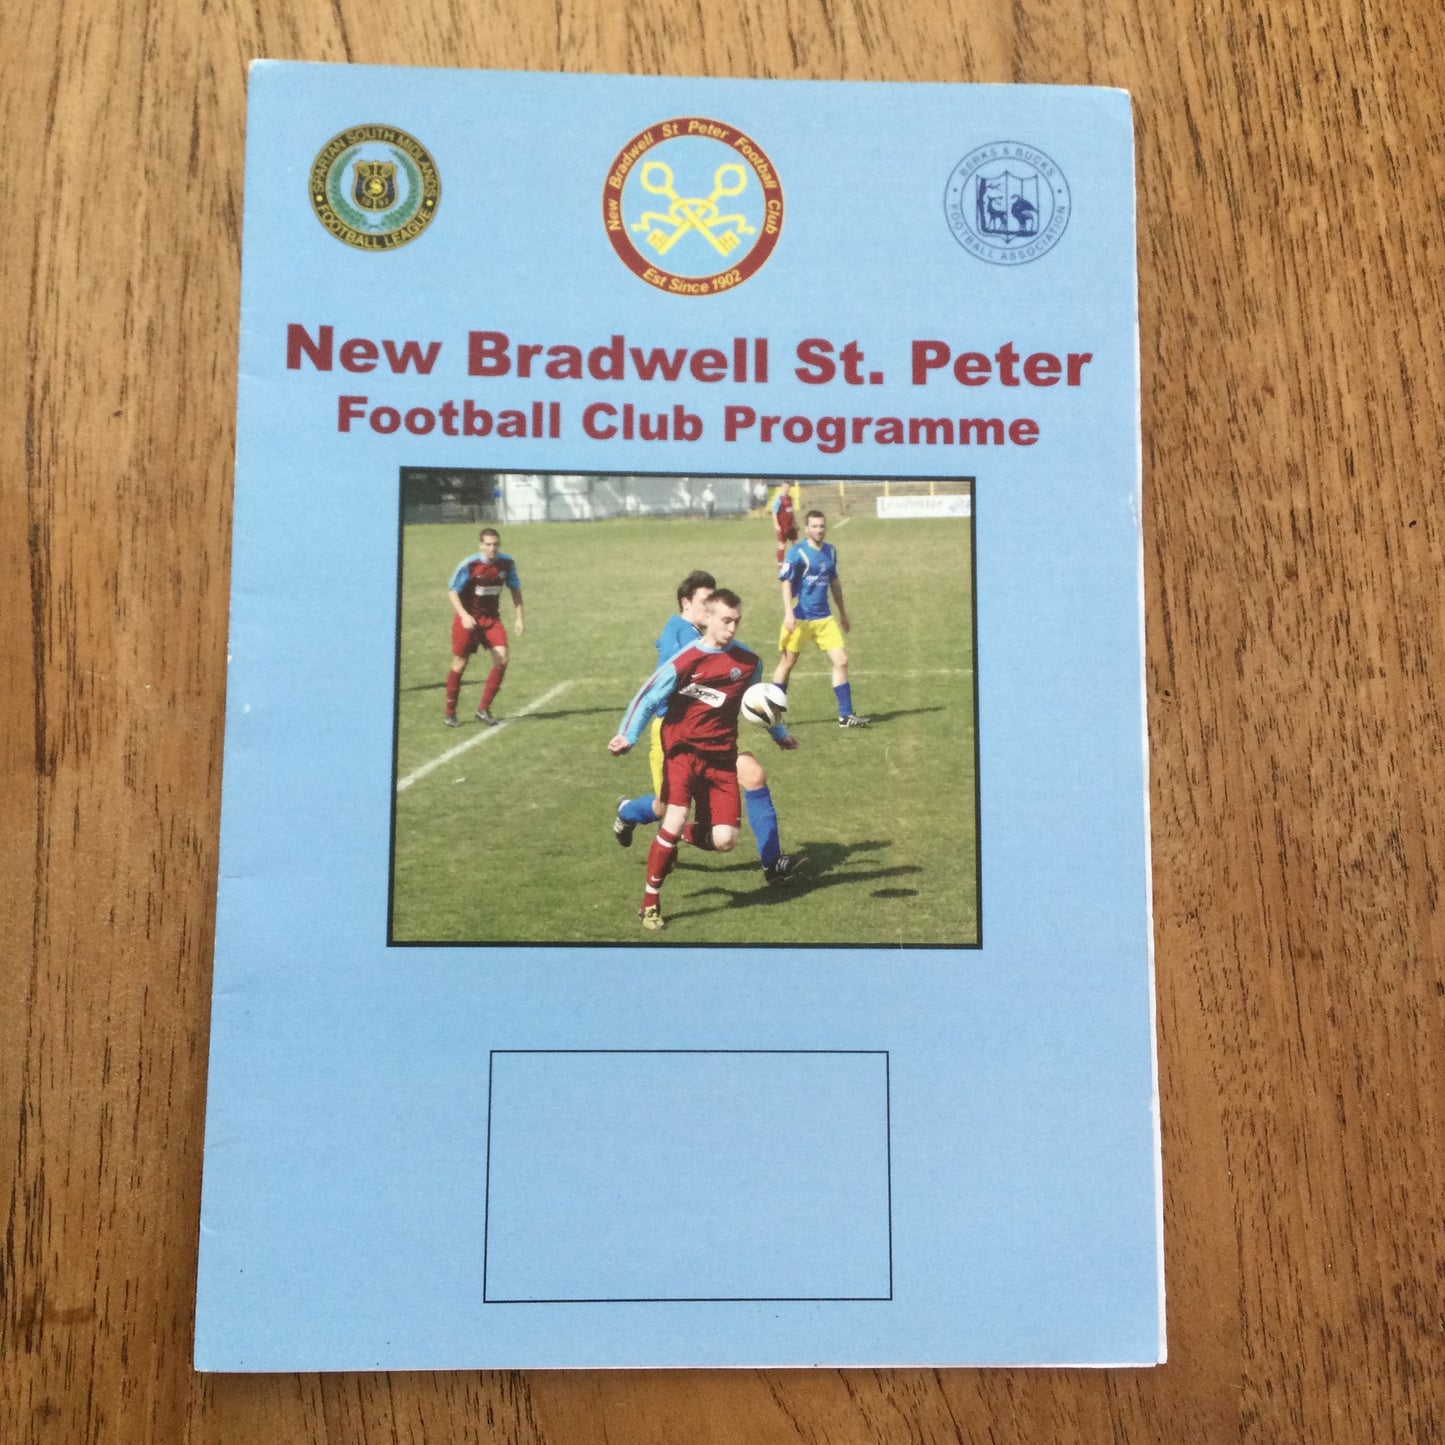 SPARTAN SOUTH MIDLANDS
FOOTBALL LEAGUE
New Bradwell St Peter Football Club
Est Since 1902
BERKS & BUCKS
FOOTBALL ASSOCIATION
New Bradwell St. Peter
Football Club Programme